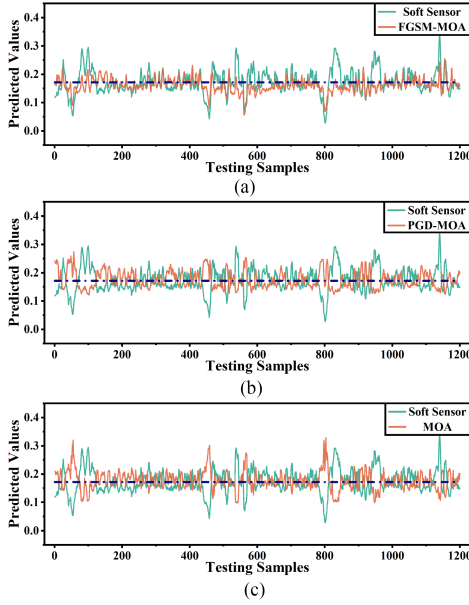 Soft Sensor
FGSM-MOA
Predicted Values
0.4
0.3
0.2
0.1
0.0
0 200 400 600 800 1000 1200
Testing Samples
(a)
Soft Sensor
PGD-MOA
Predicted Values
0.4
0.3
0.2
0.1
0.0
0 200 400 600 800 1000 1200
Testing Samples
(b)
Soft Sensor
MOA
Predicted Values
0.4
0.3
0.2
0.1
0.0
0 200 400 600 800 1000 1200
Testing Samples
(c)